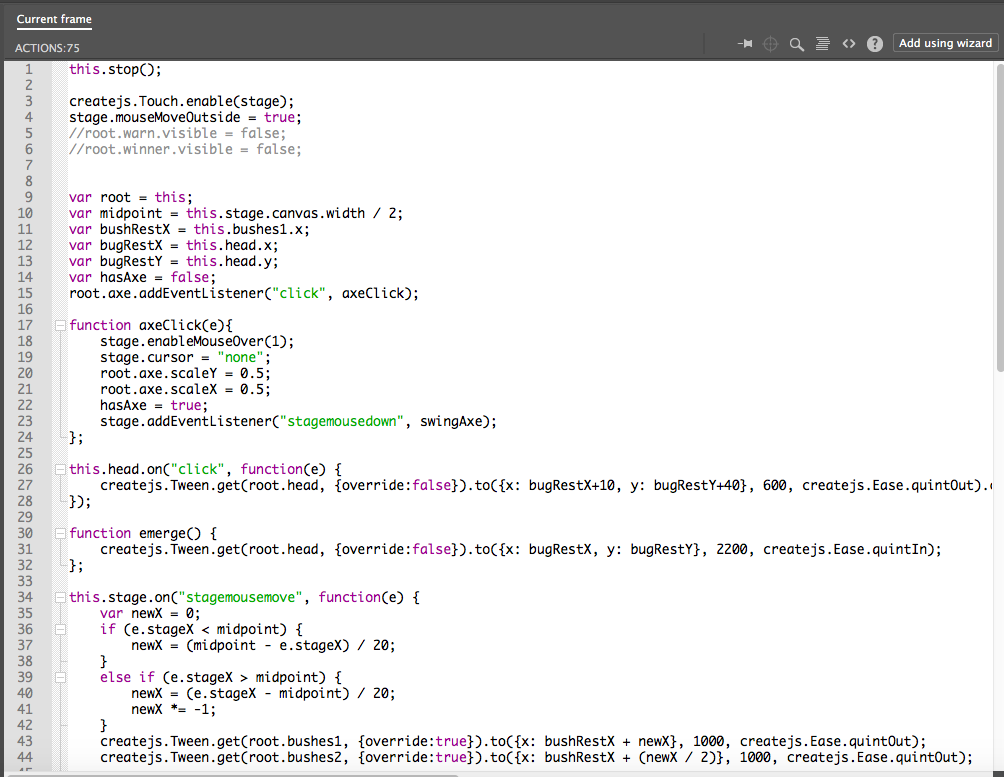 Current frame
ACTIONS:75
Add using wizard
1 this.stop();
2
3 createjs.Touch.enable(stage);
4 stage.mouseMoveOutside = true;
5 //root.warn.visible = false;
6 //root.winner.visible = false;
7
8
9 var root = this;
10 var midpoint = this.stage.canvas.width / 2;
11 var bushRestX = this.bushes1.x;
12 var bugRestX = this.head.x;
13 var bugRestY = this.head.y;
14 var hasAxe = false;
15 root.axe.addEventListener("click", axeClick);
16
17 function axeClick(e){
18 stage.enableMouseOver(1);
19 stage.cursor = "none";
20 root.axe.scaleY = 0.5;
21 root.axe.scaleX = 0.5;
22 hasAxe = true;
23 stage.addEventListener("stagemousedown", swingAxe);
24 };
25
26 this.head.on("click", function(e) {
27 createjs.Tween.get(root.head, {override:false}).to({x: bugRestX+10, y: bugRestY+40}, 600, createjs.Ease.quintOut).
28 });
29
30 function emerge() {
31 createjs.Tween.get(root.head, {override:false}).to({x: bugRestX, y: bugRestY}, 2200, createjs.Ease.quintIn);
32 };
33
34 this.stage.on("stagemousemove", function(e) {
35 var newX = 0;
36 if (e.stageX < midpoint) {
37 newX = (midpoint - e.stageX) / 20;
38 }
39 else if (e.stageX > midpoint) {
40 newX = (e.stageX - midpoint) / 20;
41 newX *= -1;
42 }
43 createjs.Tween.get(root.bushes1, {override:true}).to({x: bushRestX + newX}, 1000, createjs.Ease.quintOut);
44 createjs.Tween.get(root.bushes2, {override:true}).to({x: bushRestX + (newX / 2)}, 1000, createjs.Ease.quintOut);